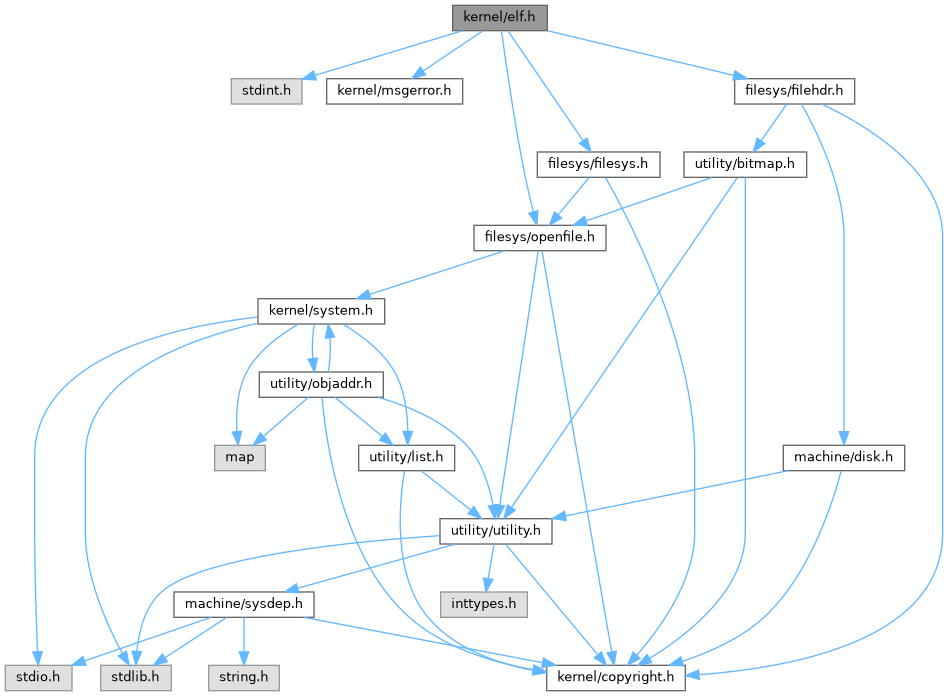 kernel/elf.h
stdint.h
kernel/msgerror.h
filesys/filehdr.h
filesys/filesys.h
utility/bitmap.h
filesys/openfile.h
kernel/system.h
utility/objaddr.h
map
utility/list.h
machine/disk.h
utility/utility.h
machine/sysdep.h
inttypes.h
stdio.h
stdlib.h
string.h
kernel/copyright.h